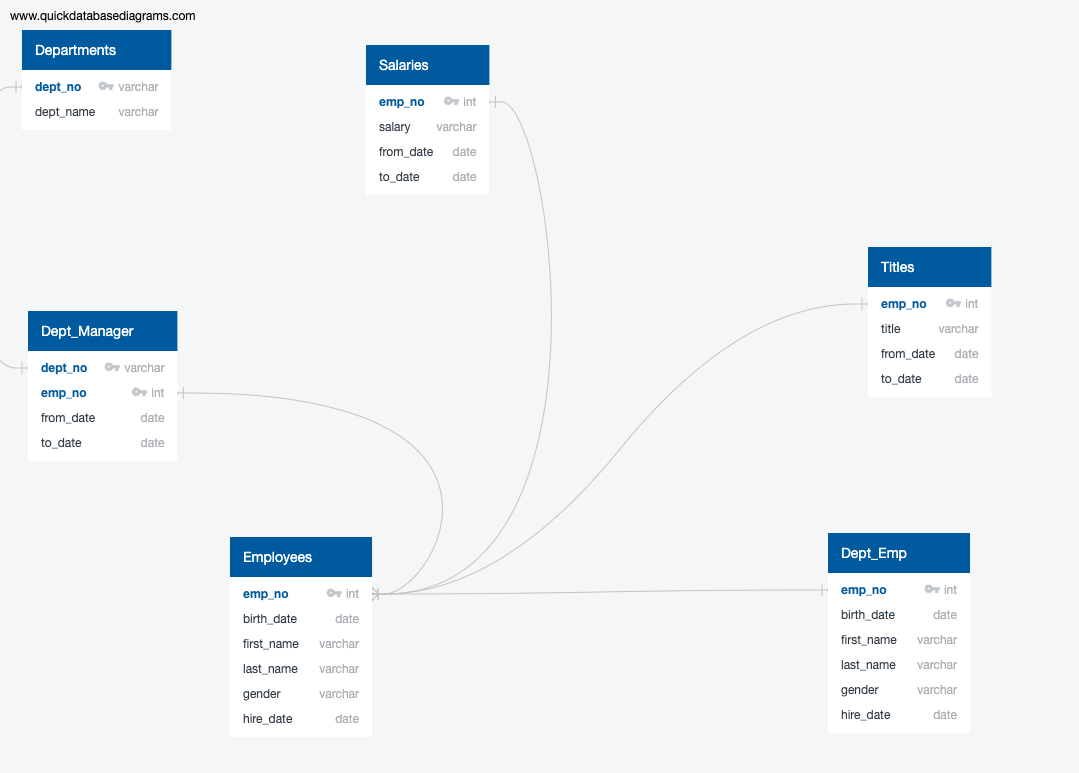 www.quickdatabasediagrams.com
Departments
dept_no varchar
dept_name varchar
Salaries
emp_no int
salary varchar
from_date date
to_date date
Titles
emp_no int
title varchar
from_date date
to_date date
Dept_Manager
dept_no varchar
emp_no int
from_date date
to_date date
Employees
emp_no int
birth_date date
first_name varchar
last_name varchar
gender varchar
hire_date date
Dept_Emp
emp_no int
birth_date date
first_name varchar
last_name varchar
gender varchar
hire_date date